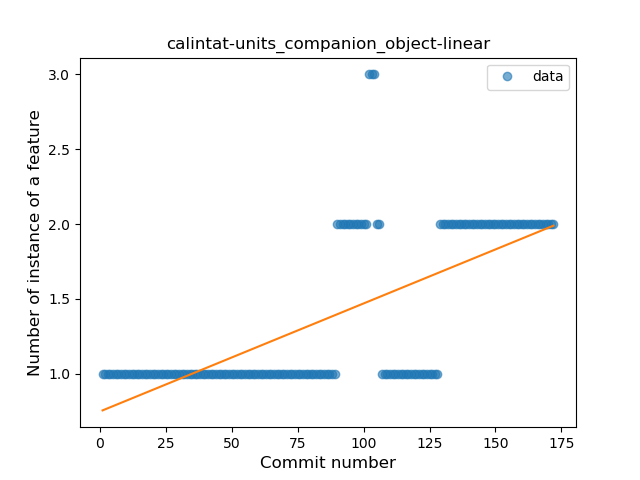 calintat-units_companion_object-linear
data
Number of instance of a feature
3.0
2.5
2.0
1.5
1.0
0 25 50 75 100 125 150 175
Commit number